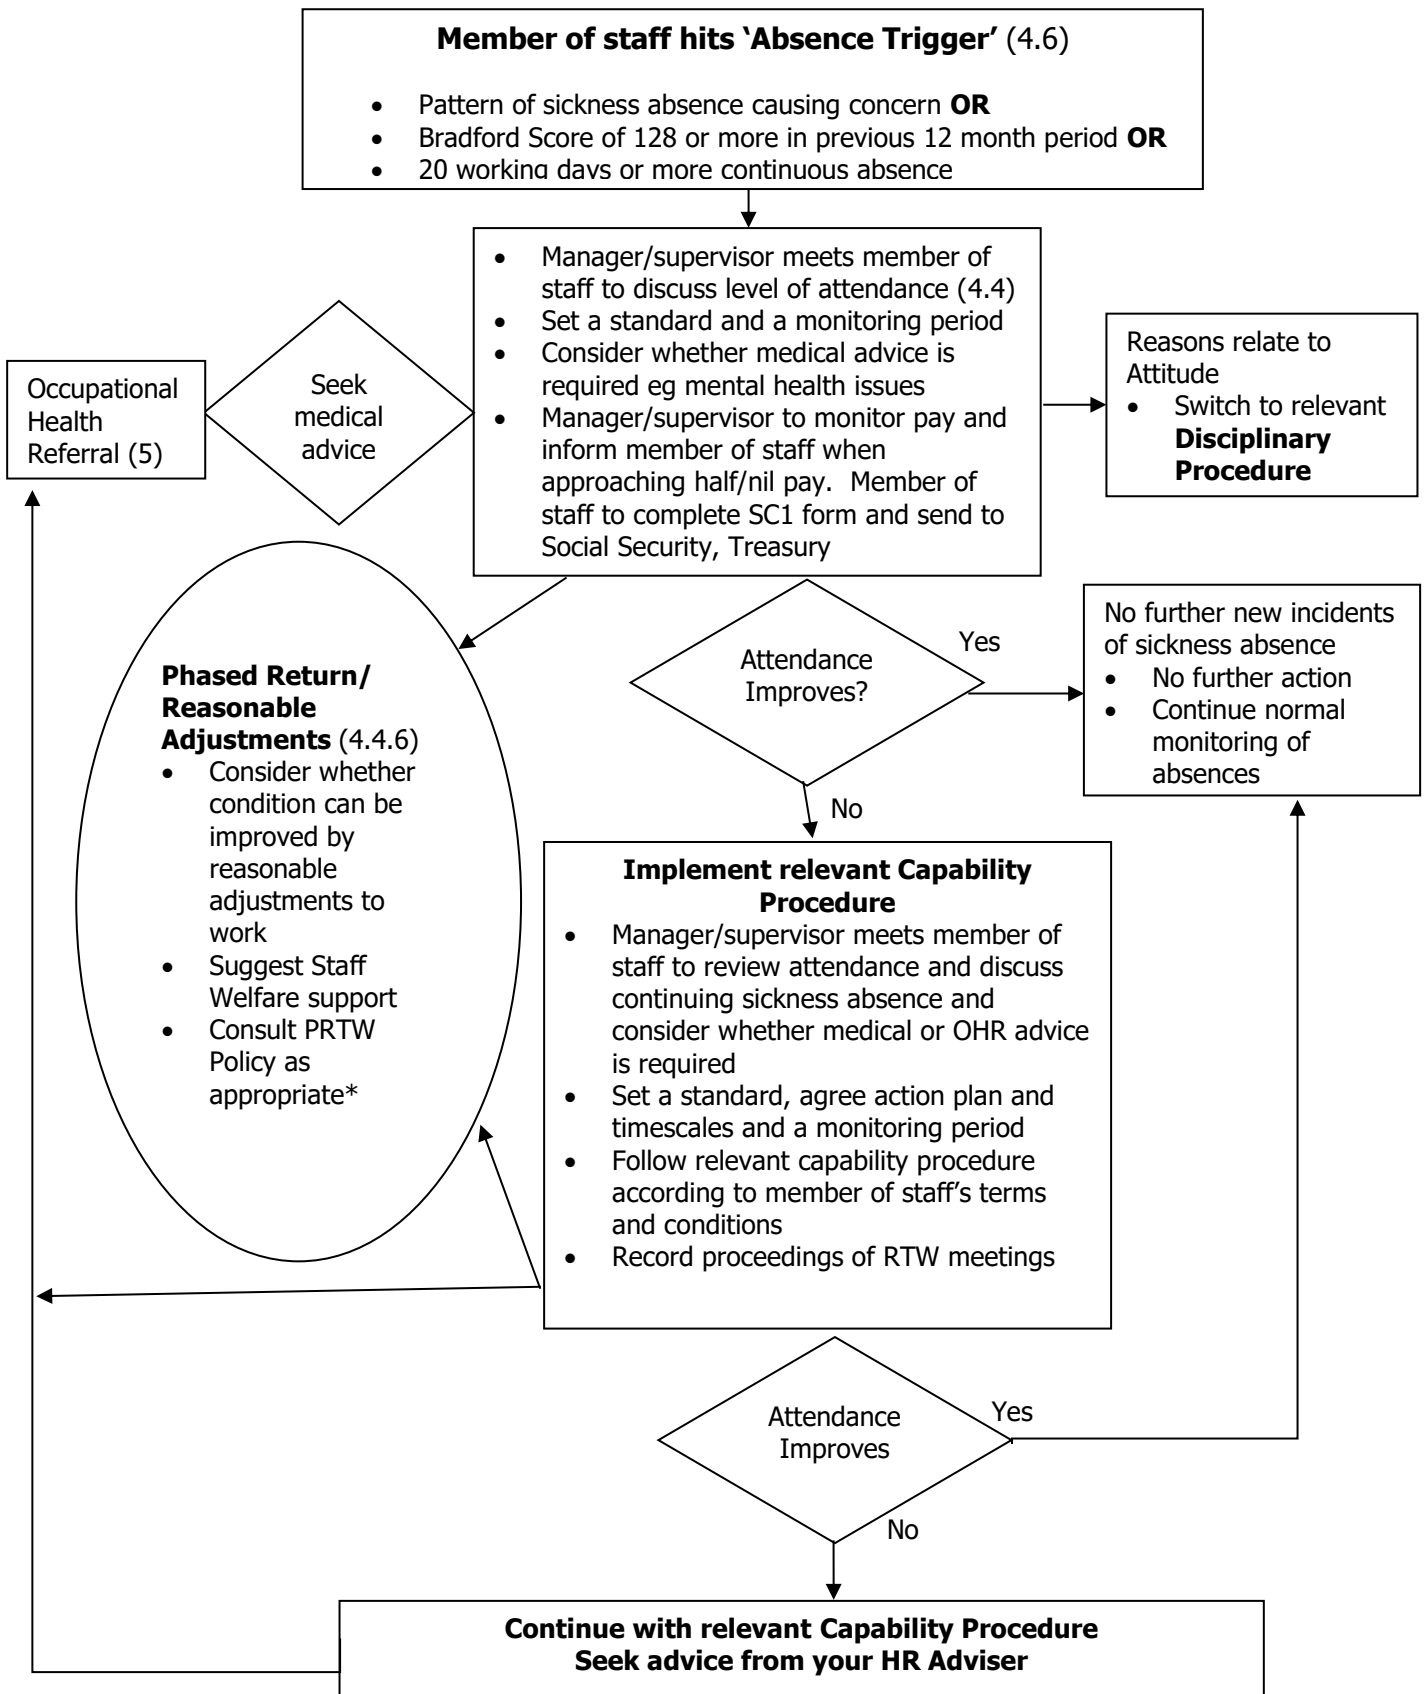 Member of staff hits ‘Absence Trigger’ (4.6)
• Pattern of sickness absence causing concern OR
• Bradford Score of 128 or more in previous 12 month period OR
• 20 working days or more continuous absence
• Manager/supervisor meets member of
staff to discuss level of attendance (4.4)
• Set a standard and a monitoring period
• Consider whether medical advice is
required eg mental health issues
• Manager/supervisor to monitor pay and
inform member of staff when
approaching half/nil pay. Member of
staff to complete SC1 form and send to
Social Security, Treasury
Seek
medical
advice
Occupational
Health
Referral (5)
Reasons relate to
Attitude
• Switch to relevant
Disciplinary
Procedure
Phased Return/
Reasonable
Adjustments (4.4.6)
• Consider whether
condition can be
improved by
reasonable
adjustments to
work
• Suggest Staff
Welfare support
• Consult PRTW
Policy as
appropriate*
Attendance
Improves?
Yes
No further new incidents
of sickness absence
• No further action
• Continue normal
monitoring of
absences
No
Implement relevant Capability
Procedure
• Manager/supervisor meets member of
staff to review attendance and discuss
continuing sickness absence and
consider whether medical or OHR advice
is required
• Set a standard, agree action plan and
timescales and a monitoring period
• Follow relevant capability procedure
according to member of staff’s terms
and conditions
• Record proceedings of RTW meetings
Attendance
Improves
Yes
No
Continue with relevant Capability Procedure
Seek advice from your HR Adviser